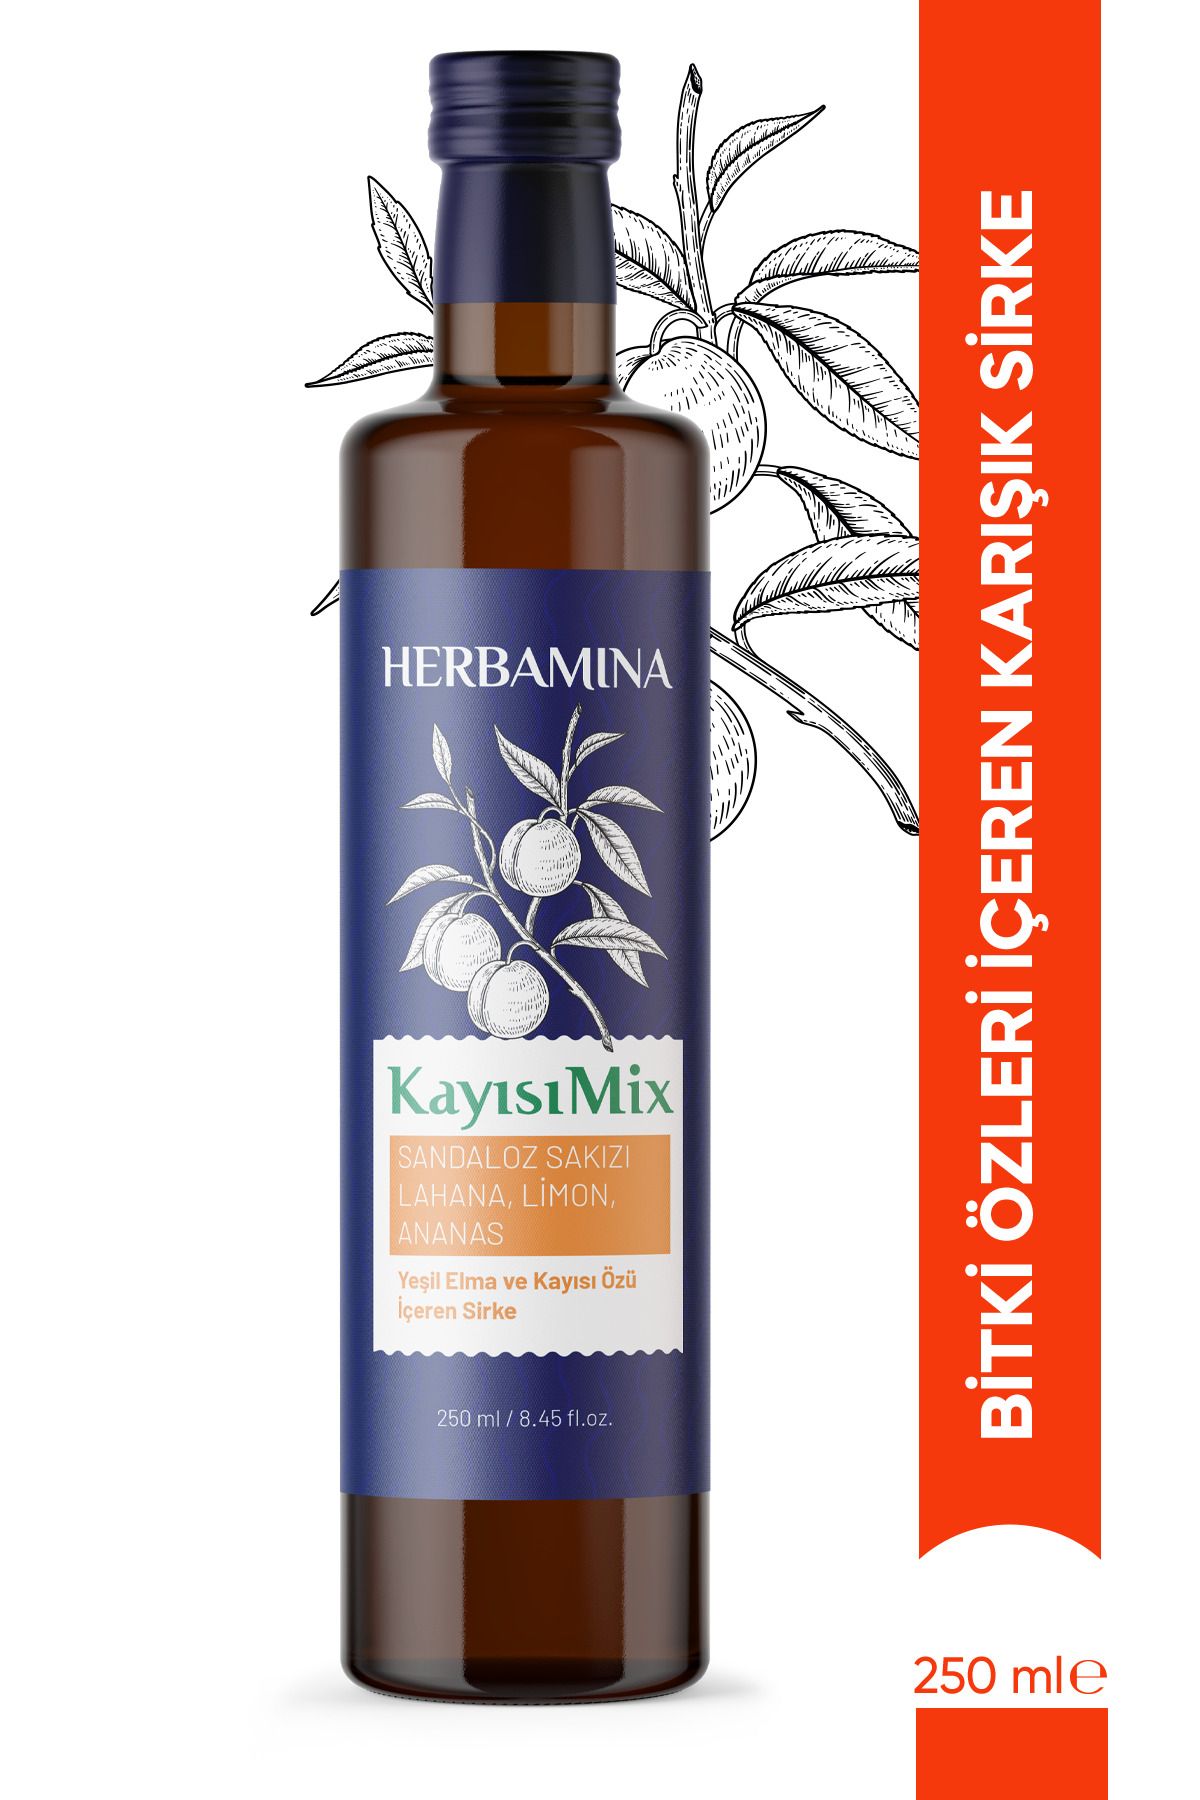 HERBAMINA
KayısıMix
SANDALOZ SAKIZI
LAHANA, LİMON,
ANANAS
Yeşil Elma ve Kayısı Özü
İçeren Sirke
250 ml / 8.45 fl.oz.
BİTKİ ÖZLERİ İÇEREN KARIŞIK SİRKE
250 ml℮